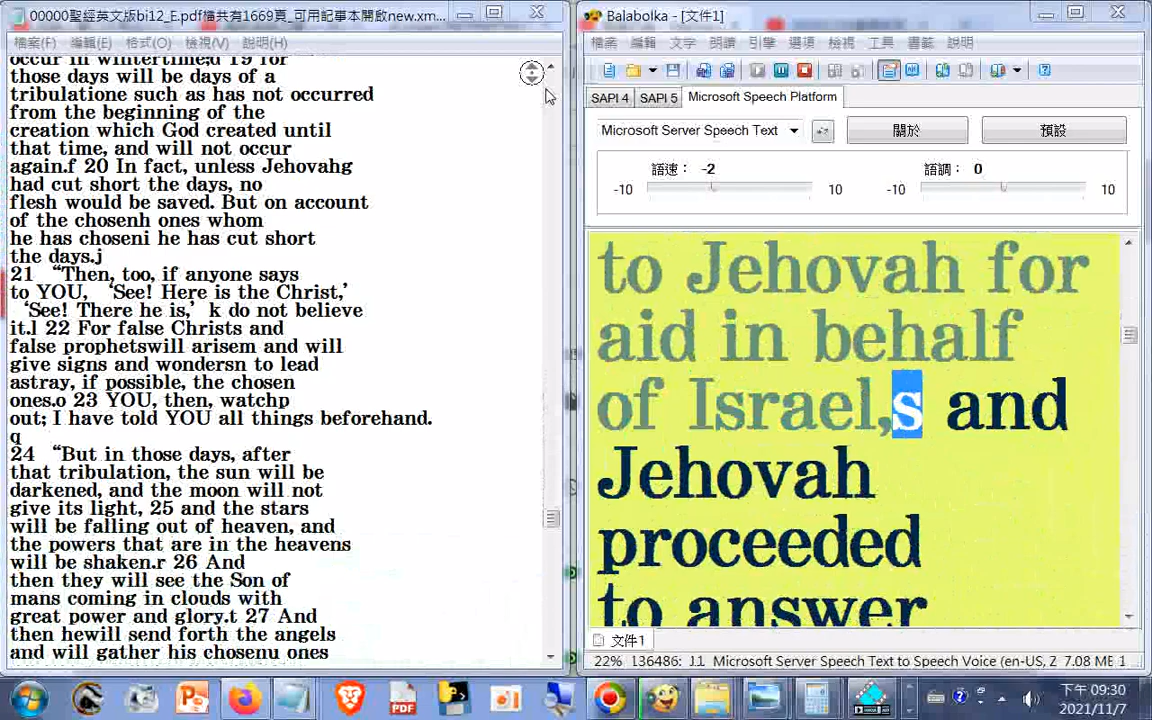 00000聖經英文版bi12_E.pdf檔共有1669頁_可用記事本開啟new.xm...
檔案(F) 編輯(E) 格式(O) 檢視(V) 說明(H)
occur in wintertime;d 19 for
those days will be days of a
tribulatione such as has not occurred
from the beginning of the
creation which God created until
that time, and will not occur
again.f 20 In fact, unless Jehovahg
had cut short the days, no
flesh would be saved. But on account
of the chosenh ones whom
he has choseni he has cut short
the days.j
21 “Then, too, if anyone says
to YOU, ‘See! Here is the Christ,’
‘See! There he is,’ k do not believe
it.l 22 For false Christs and
false prophetswill arisem and will
give signs and wondersn to lead
astray, if possible, the chosen
ones.o 23 YOU, then, watchp
out; I have told YOU all things beforehand.
q
24 “But in those days, after
that tribulation, the sun will be
darkened, and the moon will not
give its light, 25 and the stars
will be falling out of heaven, and
the powers that are in the heavens
will be shaken.r 26 And
then they will see the Son of
mans coming in clouds with
great power and glory.t 27 And
then hewill send forth the angels
and will gather his chosenu ones
Balabolka - [文件1]
檔案 編輯 文字 朗讀 引擎 選項 檢視 工具 書籤 說明
SAPI 4 SAPI 5 Microsoft Speech Platform
Microsoft Server Speech Text 關於 預設
語速： -2 語調： 0
-10 10 -10 10
to Jehovah for
aid in behalf
of Israel,s and
Jehovah
proceeded
to answer
文件1
22% 136486: 11 Microsoft Server Speech Text to Speech Voice (en-US, Z 7.08 ME 1
PDF
下午 09:30
2021/11/7